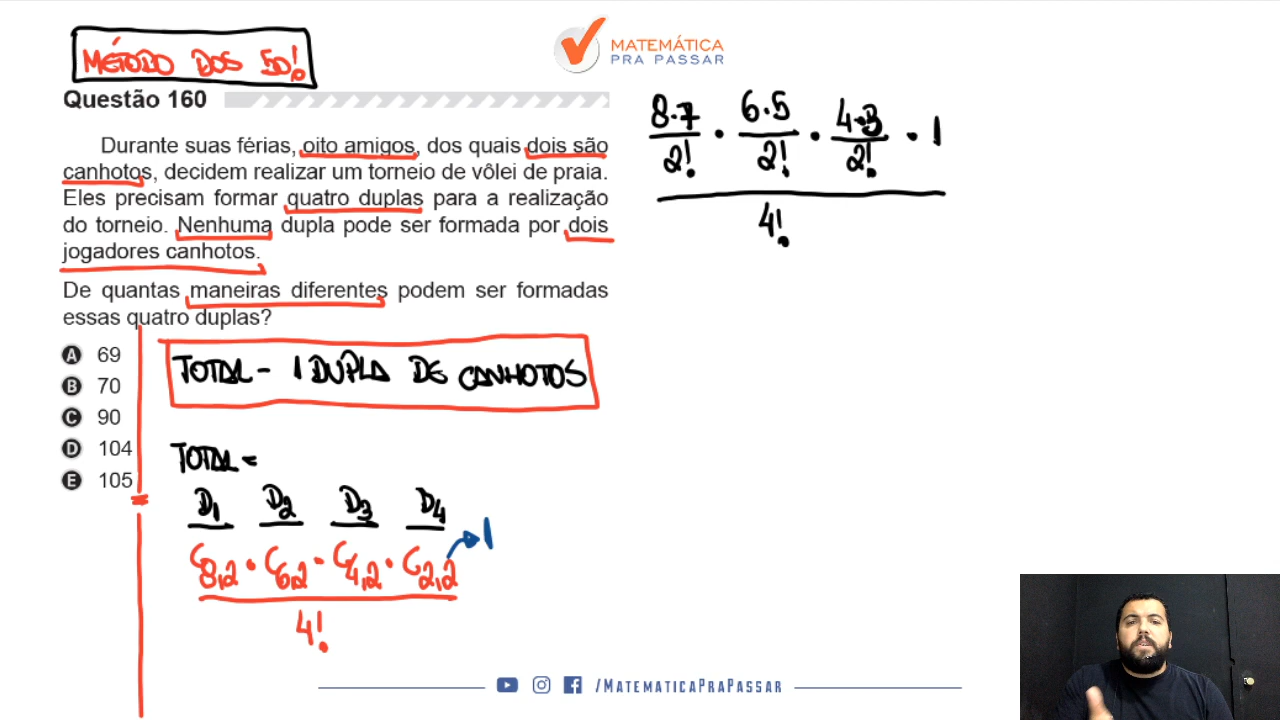 MÉTODO DOS 50!
MATEMÁTICA
PRA PASSAR
Questão 160
Durante suas férias, oito amigos, dos quais dois são
canhotos, decidem realizar um torneio de vôlei de praia.
Eles precisam formar quatro duplas para a realização
do torneio. Nenhuma dupla pode ser formada por dois
jogadores canhotos.
De quantas maneiras diferentes podem ser formadas
essas quatro duplas?
A 69
B 70
C 90
D 104
E 105
TOTAL - 1 DUPLA DE CANHOTOS
TOTAL =
D1 D2 D3 D4
C8,2 · C6,2 · C4,2 · C2,2 → 1
4!
8·7 6·5 4·3
2! · 2! · 2! · 1
4!
/MATEMATICAPRAPASSAR